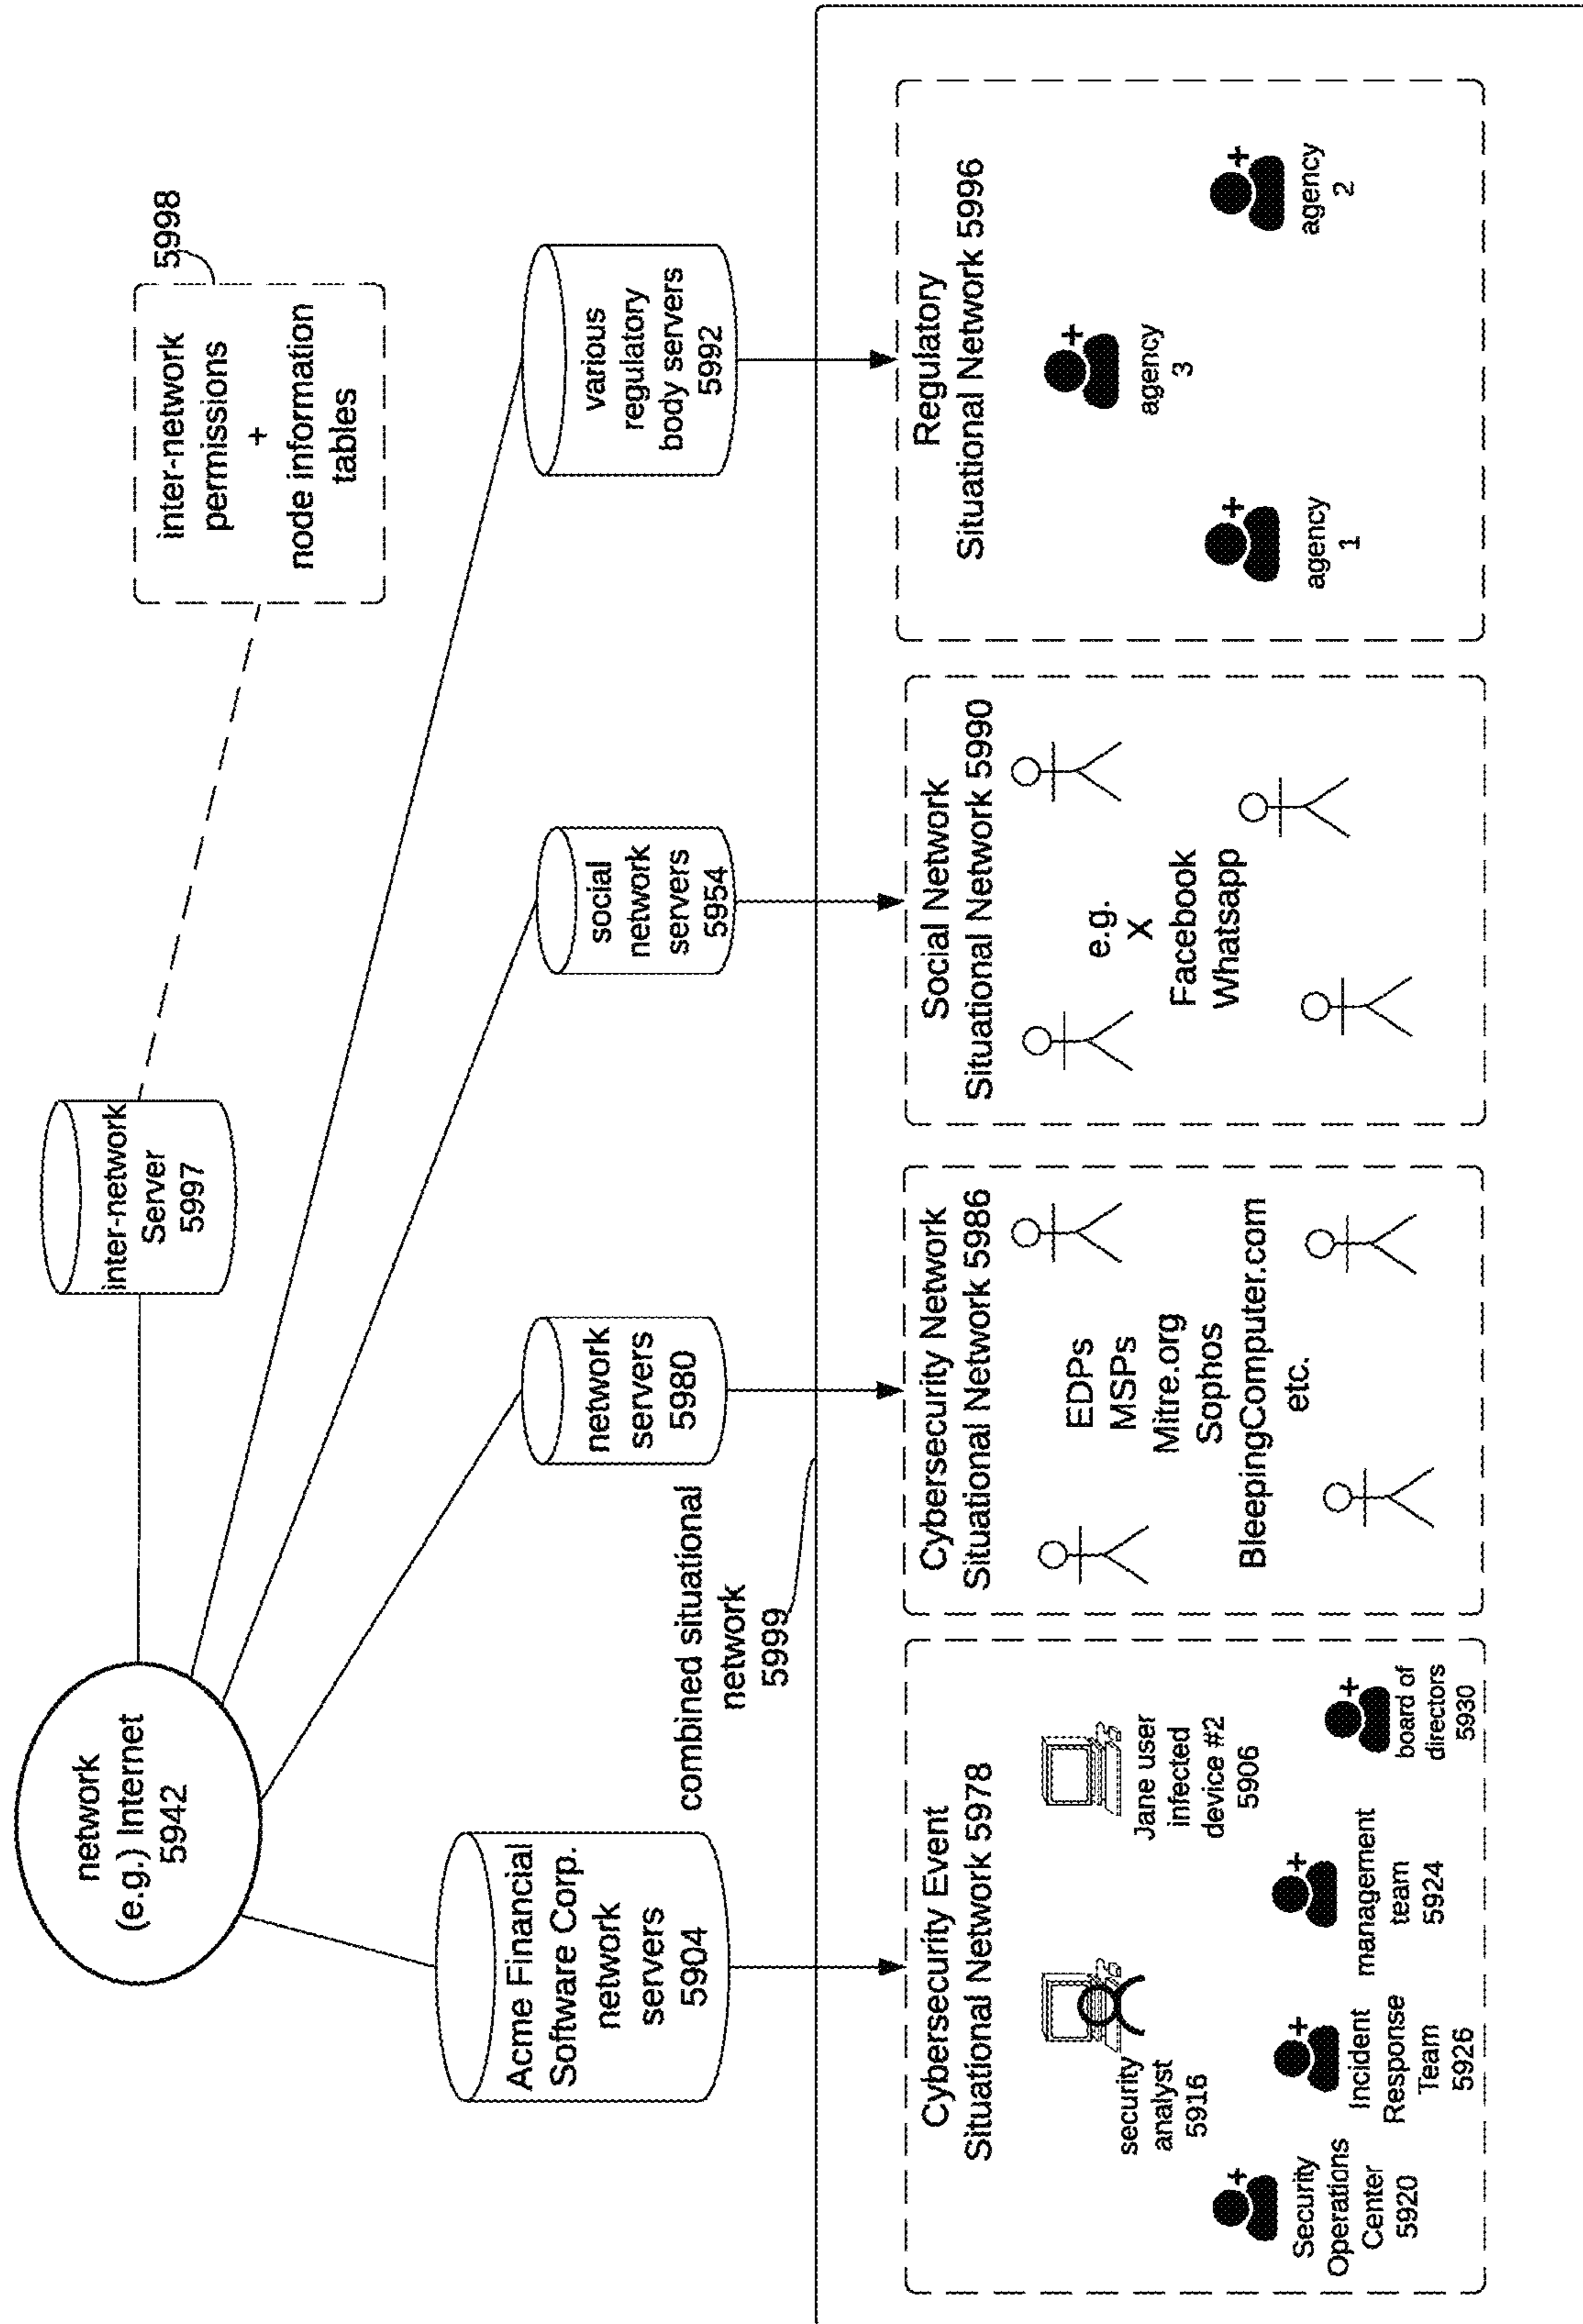 network
(e.g.) Internet
5942
inter-network
Server
5997
5998
inter-network
permissions
+
node information
tables
Acme Financial
Software Corp.
network
servers
5904
network
servers
5980
social
network
servers
5954
various
regulatory
body servers
5992
combined situational
network
5999
Cybersecurity Event
Situational Network 5978
security
analyst
5916
Jane user
infected
device #2
5906
Security
Operations
Center
5920
Incident
Response
Team
5926
management
team
5924
board of
directors
5930
Cybersecurity Network
Situational Network 5986
EDPs
MSPs
Mitre.org
Sophos
BleepingComputer.com
etc.
Social Network
Situational Network 5990
e.g.
X
Facebook
Whatsapp
Regulatory
Situational Network 5996
agency
1
agency
3
agency
2